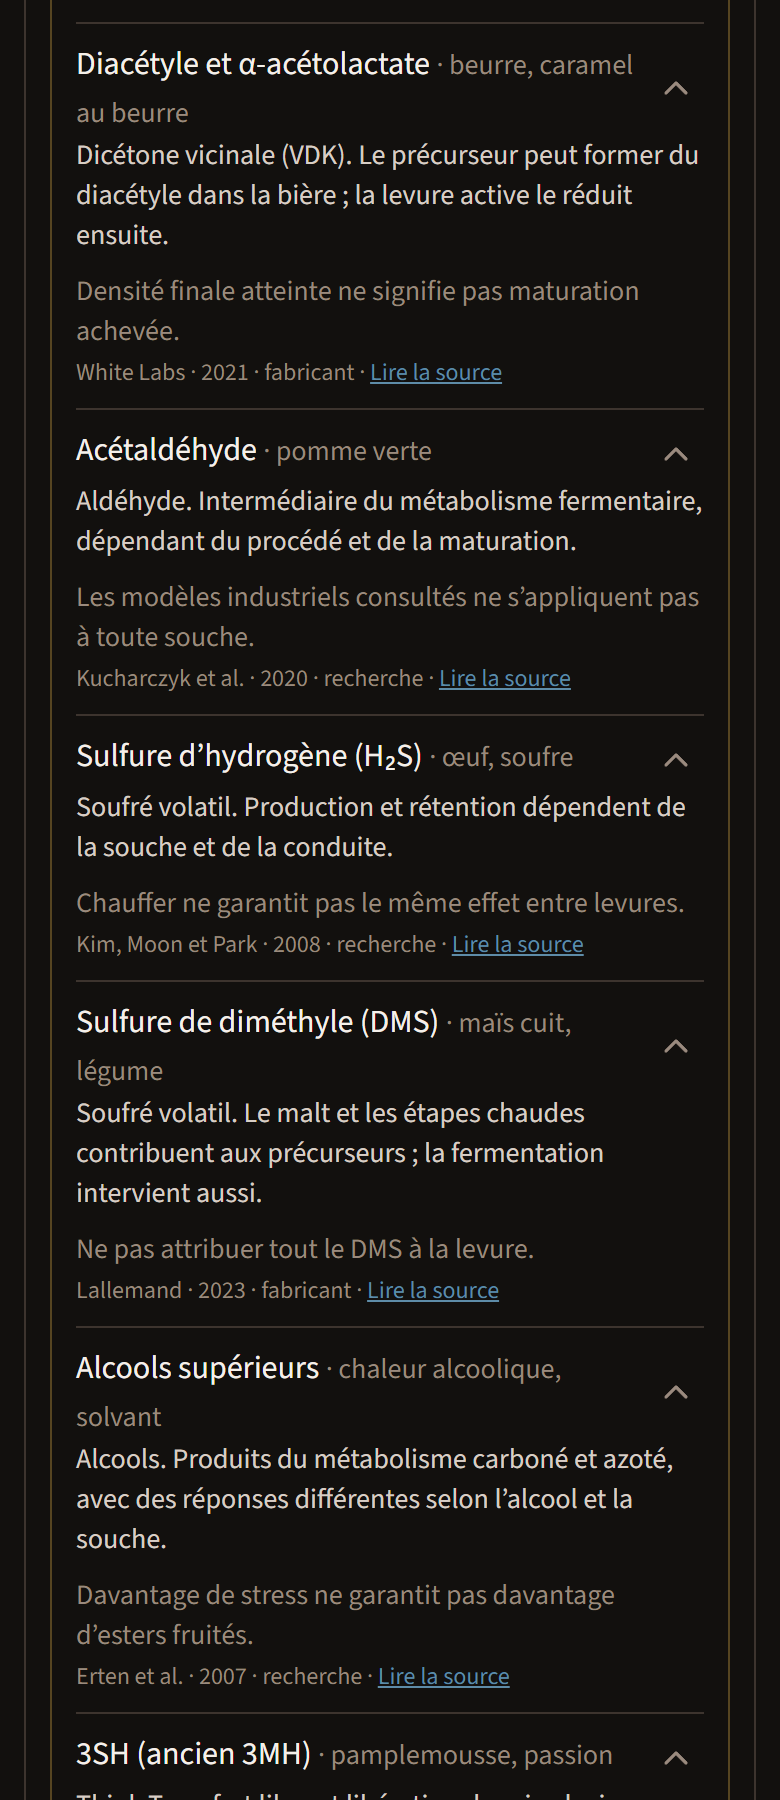 Diacétyle et α-acétolactate · beurre, caramel
au beurre
Dicétone vicinale (VDK). Le précurseur peut former du
diacétyle dans la bière ; la levure active le réduit
ensuite.
Densité finale atteinte ne signifie pas maturation
achevée.
White Labs · 2021 · fabricant · Lire la source
Acétaldéhyde · pomme verte
Aldéhyde. Intermédiaire du métabolisme fermentaire,
dépendant du procédé et de la maturation.
Les modèles industriels consultés ne s’appliquent pas
à toute souche.
Kucharczyk et al. · 2020 · recherche · Lire la source
Sulfure d’hydrogène (H₂S) · œuf, soufre
Soufré volatil. Production et rétention dépendent de
la souche et de la conduite.
Chauffer ne garantit pas le même effet entre levures.
Kim, Moon et Park · 2008 · recherche · Lire la source
Sulfure de diméthyle (DMS) · maïs cuit,
légume
Soufré volatil. Le malt et les étapes chaudes
contribuent aux précurseurs ; la fermentation
intervient aussi.
Ne pas attribuer tout le DMS à la levure.
Lallemand · 2023 · fabricant · Lire la source
Alcools supérieurs · chaleur alcoolique,
solvant
Alcools. Produits du métabolisme carboné et azoté,
avec des réponses différentes selon l’alcool et la
souche.
Davantage de stress ne garantit pas davantage
d’esters fruités.
Erten et al. · 2007 · recherche · Lire la source
3SH (ancien 3MH) · pamplemousse, passion